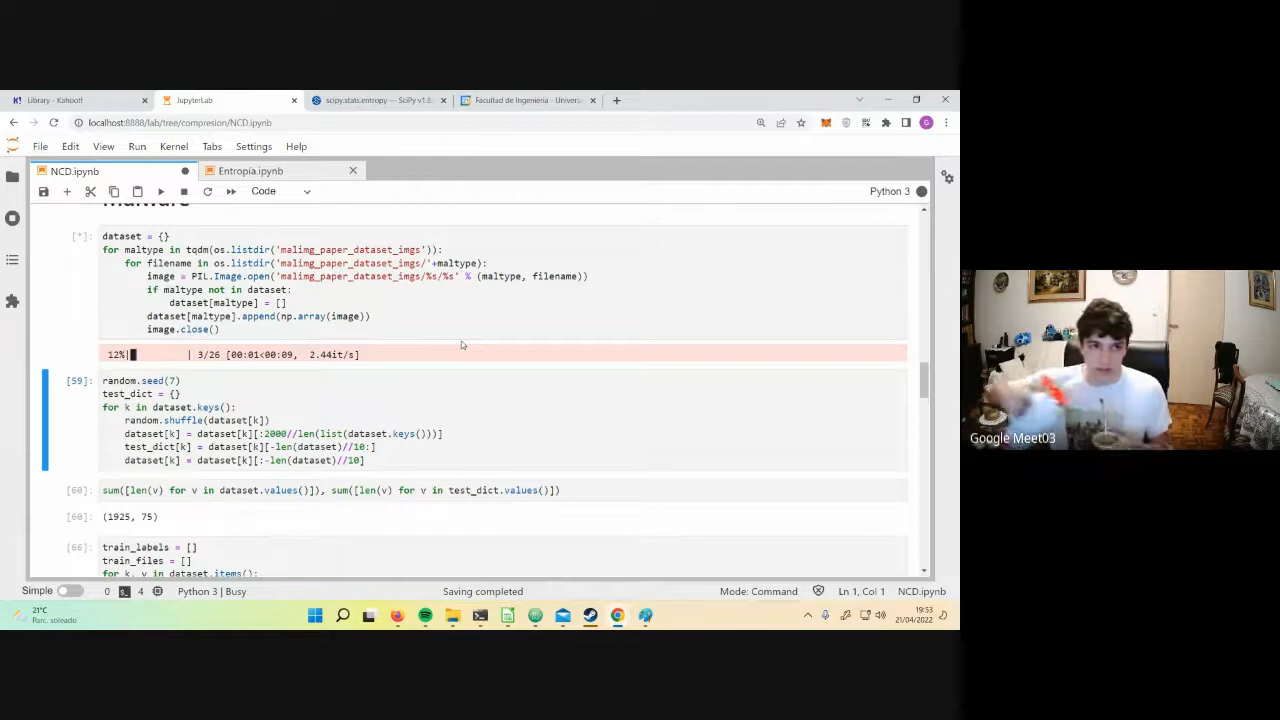 Library - Kahoot!
JupyterLab
scipy.stats.entropy — SciPy v1.8.
Facultad de Ingeniería - Universi
localhost:8888/lab/tree/compresion/NCD.ipynb
File Edit View Run Kernel Tabs Settings Help
NCD.ipynb
Entropía.ipynb
Code
Python 3
Malware
[*]:
dataset = {}
for maltype in tqdm(os.listdir('malimg_paper_dataset_imgs')):
for filename in os.listdir('malimg_paper_dataset_imgs/'+maltype):
image = PIL.Image.open('malimg_paper_dataset_imgs/%s/%s' % (maltype, filename))
if maltype not in dataset:
dataset[maltype] = []
dataset[maltype].append(np.array(image))
image.close()
12%| | 3/26 [00:01<00:09, 2.44it/s]
[59]:
random.seed(7)
test_dict = {}
for k in dataset.keys():
random.shuffle(dataset[k])
dataset[k] = dataset[k][:2000//len(list(dataset.keys()))]
test_dict[k] = dataset[k][-len(dataset)//10:]
dataset[k] = dataset[k][:-len(dataset)//10]
[60]:
sum([len(v) for v in dataset.values()]), sum([len(v) for v in test_dict.values()])
[60]:
(1925, 75)
[66]:
train_labels = []
train_files = []
for k, v in dataset.items():
Simple 0 4 Python 3 | Busy Saving completed Mode: Command Ln 1, Col 1 NCD.ipynb
21°C
Parc. soleado
19:53
21/04/2022
Google Meet03